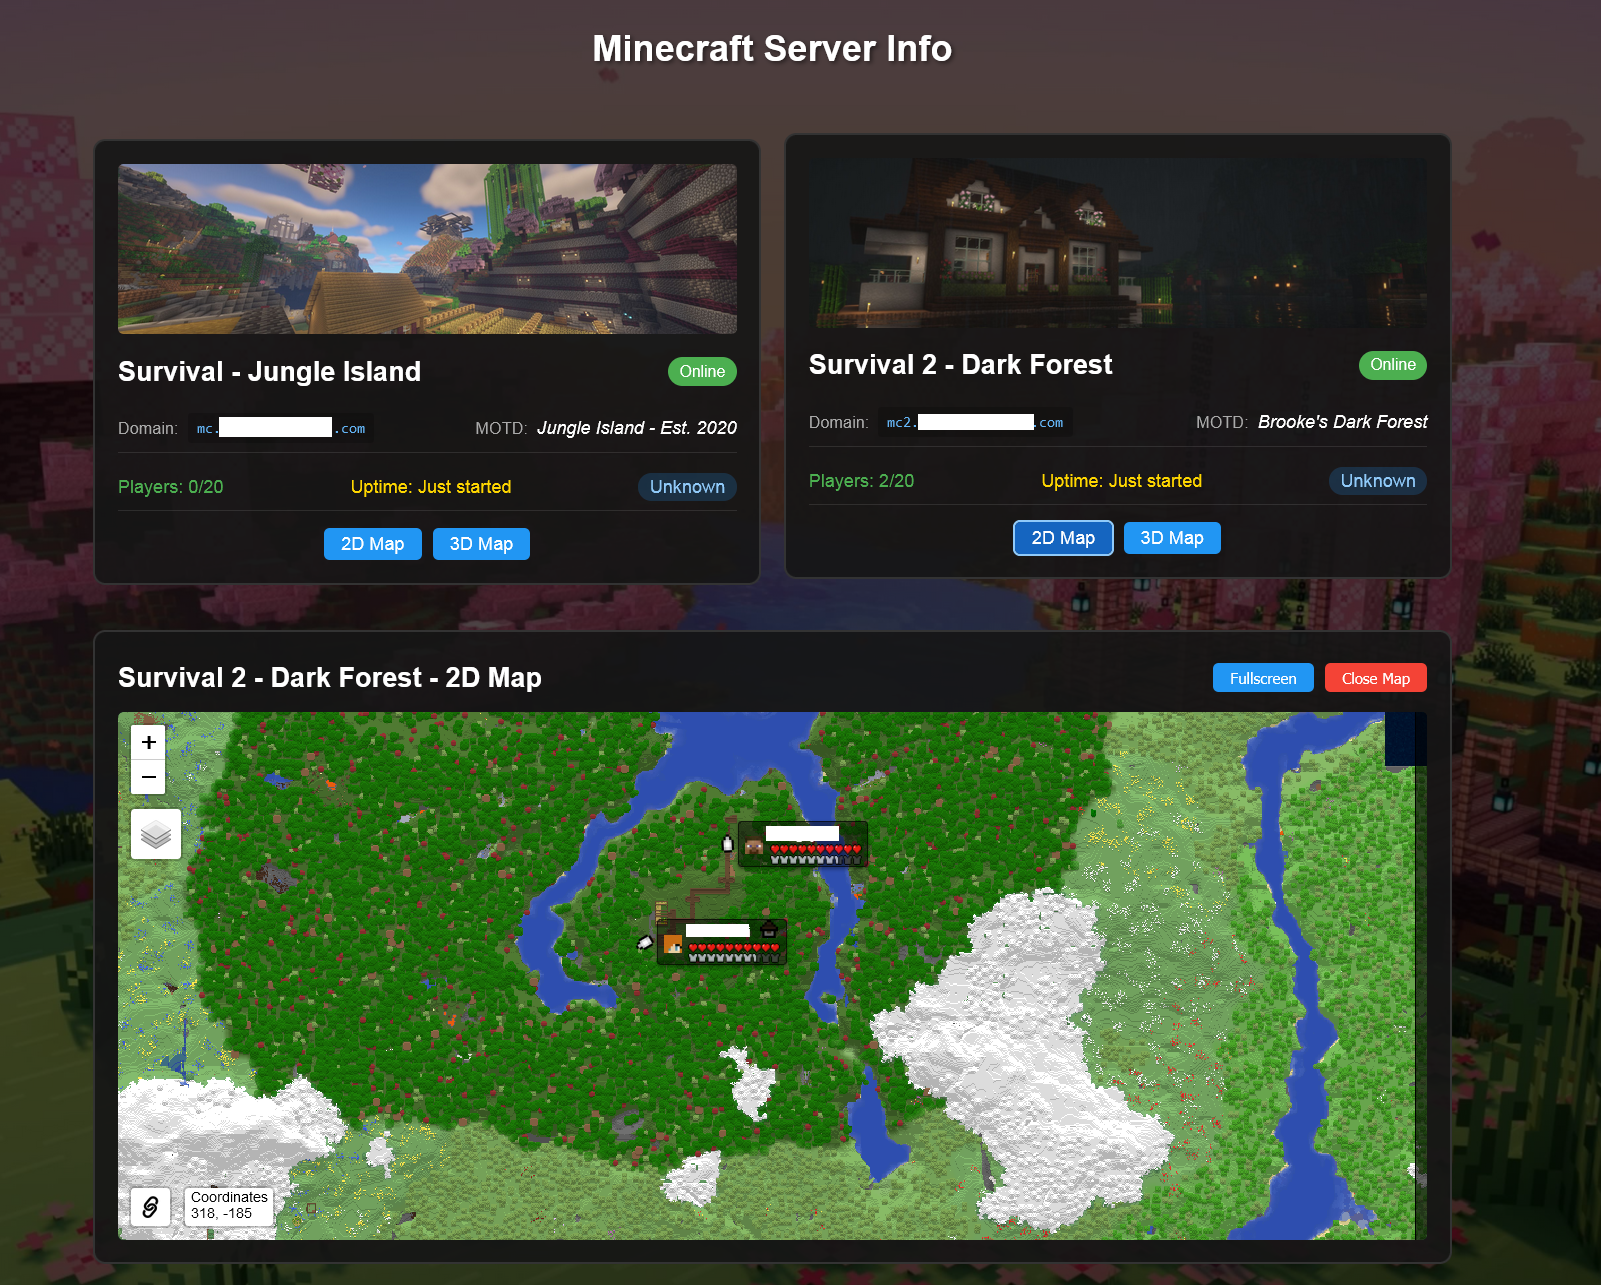 Minecraft Server Info
Survival - Jungle Island
Online
Domain: mc. .com
MOTD: Jungle Island - Est. 2020
Players: 0/20
Uptime: Just started
Unknown
2D Map
3D Map
Survival 2 - Dark Forest
Online
Domain: mc2. .com
MOTD: Brooke's Dark Forest
Players: 2/20
Uptime: Just started
Unknown
2D Map
3D Map
Survival 2 - Dark Forest - 2D Map
Fullscreen
Close Map
+
−
Coordinates
318, -185